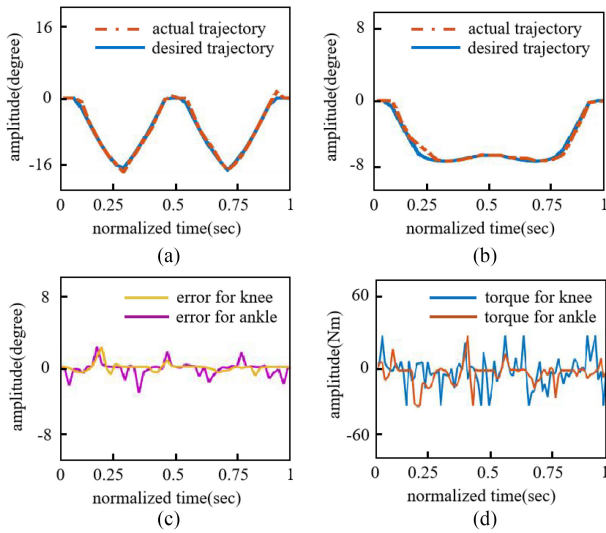 16
0
-16
amplitude(degree)
actual trajectory
desired trajectory
0
0.25
0.5
0.75
1
normalized time(sec)
(a)
8
0
-8
amplitude(degree)
actual trajectory
desired trajectory
0
0.25
0.5
0.75
1
normalized time(sec)
(b)
8
0
-8
amplitude(degree)
error for knee
error for ankle
0
0.25
0.5
0.75
1
normalized time(sec)
(c)
60
0
-60
amplitude(Nm)
torque for knee
torque for ankle
0
0.25
0.5
0.75
1
normalized time(sec)
(d)